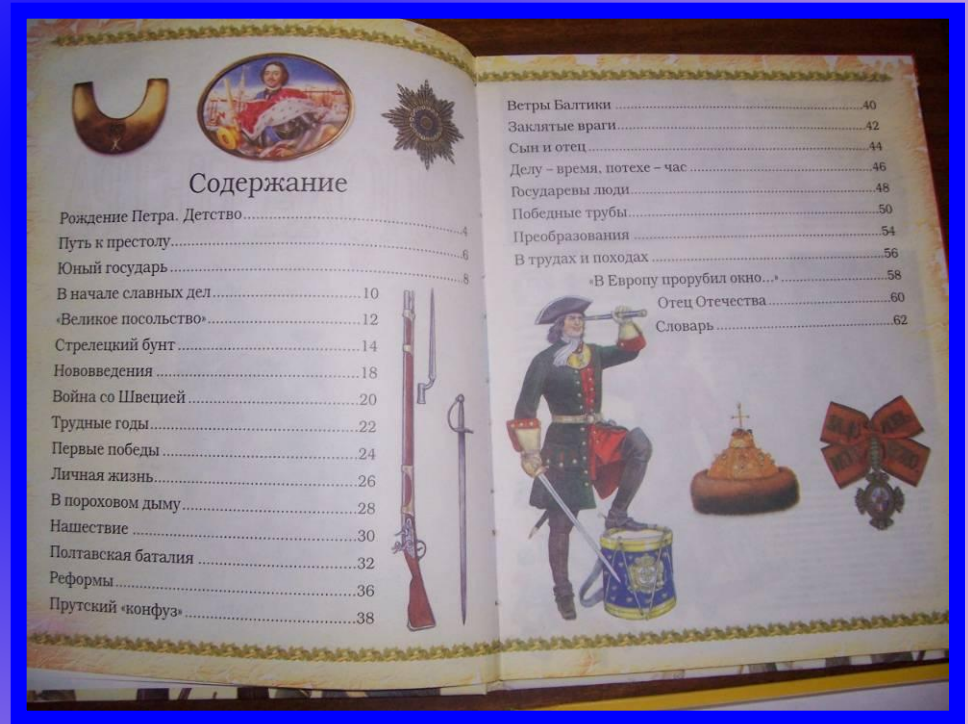 Содержание
Рождение Петра. Детство 4
Путь к престолу 6
Юный государь 8
В начале славных дел 10
«Великое посольство» 12
Стрелецкий бунт 14
Нововведения 18
Война со Швецией 20
Трудные годы 22
Первые победы 24
Личная жизнь 26
В пороховом дыму 28
Нашествие 30
Полтавская баталия 32
Реформы 36
Прутский «конфуз» 38
Ветры Балтики 40
Заклятые враги 42
Сын и отец 44
Делу – время, потехе – час 46
Государевы люди 48
Победные трубы 50
Преобразования 54
В трудах и походах 56
«В Европу прорубил окно...» 58
Отец Отечества 60
Словарь 62